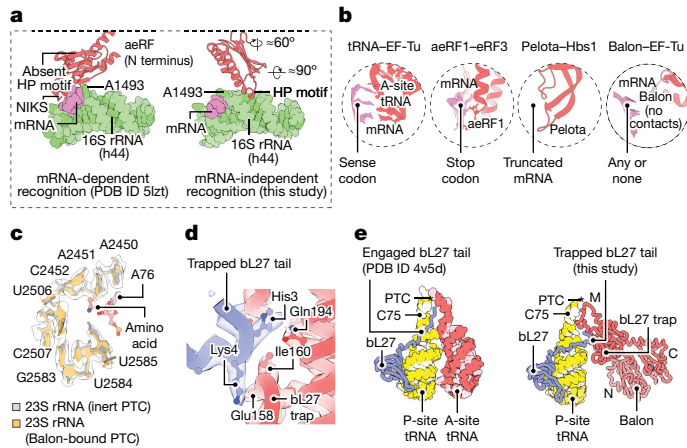 a
aeRF
(N terminus)
≈60°
≈90°
Absent
HP motif
A1493
NIKS
mRNA
16S rRNA
(h44)
mRNA-dependent
recognition (PDB ID 5lzt)
A1493
HP motif
mRNA
16S rRNA
(h44)
mRNA-independent
recognition (this study)
b
tRNA–EF-Tu
aeRF1–eRF3
Pelota–Hbs1
Balon–EF-Tu
A-site
tRNA
mRNA
Sense
codon
mRNA
aeRF1
Stop
codon
Pelota
Truncated
mRNA
mRNA
Balon
(no
contacts)
Any or
none
c
A2451
A2450
C2452
U2506
A76
Amino
acid
C2507
U2585
G2583
U2584
23S rRNA (inert PTC)
23S rRNA
(Balon-bound PTC)
d
Trapped bL27 tail
His3
Gln194
Lys4
Ile160
Glu158
bL27
trap
e
Engaged bL27 tail
(PDB ID 4v5d)
PTC
C75
bL27
P-site
tRNA
A-site
tRNA
Trapped bL27 tail
(this study)
PTC
M
C75
bL27 trap
bL27
C
N
P-site
tRNA
Balon